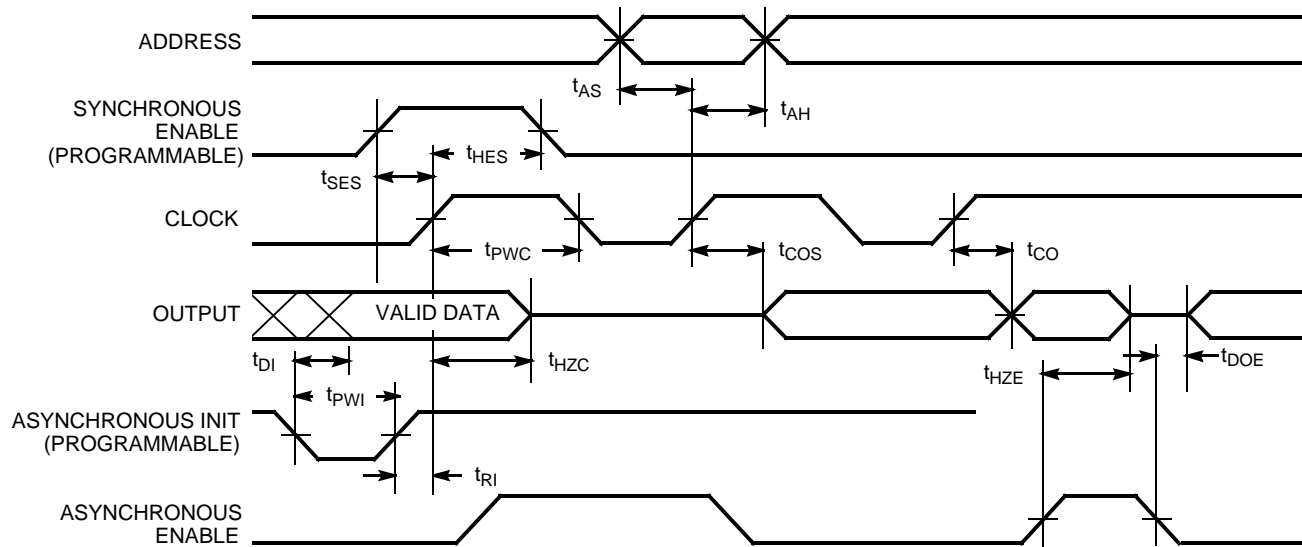 ADDRESS
tAS
tAH
SYNCHRONOUS
ENABLE
(PROGRAMMABLE)
tHES
tSES
CLOCK
tPWC
tCOS
tCO
OUTPUT
VALID DATA
tDI
tHZC
tHZE
tDOE
tPWI
ASYNCHRONOUS INIT
(PROGRAMMABLE)
tRI
ASYNCHRONOUS
ENABLE